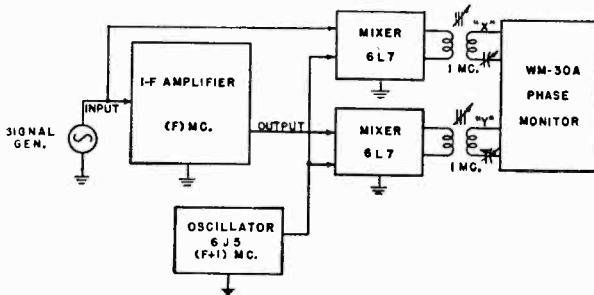 MIXER
6L7
"X"
1 MC.
WM-30A
PHASE
MONITOR
I-F AMPLIFIER
(F) MC.
INPUT
OUTPUT
SIGNAL
GEN.
MIXER
6L7
"Y"
1 MC.
OSCILLATOR
6J5
(F+1) MC.